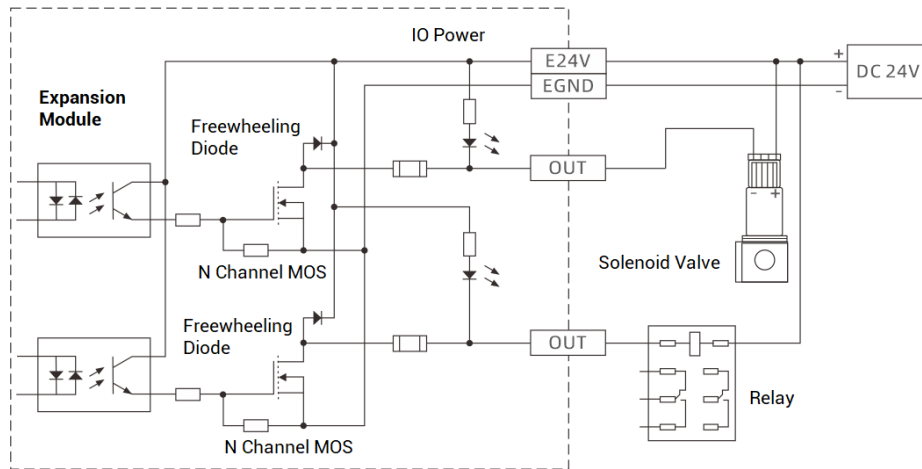 IO Power
E24V
+
DC 24V
EGND
-
Expansion
Module
Freewheeling
Diode
OUT
- +
N Channel MOS
Solenoid Valve
Freewheeling
Diode
OUT
Relay
N Channel MOS